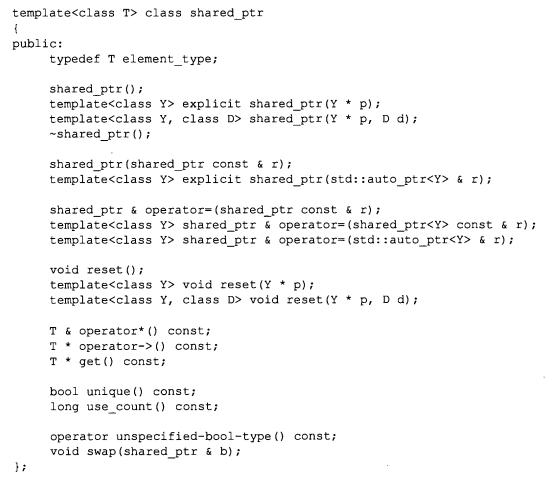 template<class T> class shared_ptr
{
public:
typedef T element_type;
shared_ptr();
template<class Y> explicit shared_ptr(Y * p);
template<class Y, class D> shared_ptr(Y * p, D d);
~shared_ptr();
shared_ptr(shared_ptr const & r);
template<class Y> explicit shared_ptr(std::auto_ptr<Y> & r);
shared_ptr & operator=(shared_ptr const & r);
template<class Y> shared_ptr & operator=(shared_ptr<Y> const & r);
template<class Y> shared_ptr & operator=(std::auto_ptr<Y> & r);
void reset();
template<class Y> void reset(Y * p);
template<class Y, class D> void reset(Y * p, D d);
T & operator*() const;
T * operator->() const;
T * get() const;
bool unique() const;
long use_count() const;
operator unspecified-bool-type() const;
void swap(shared_ptr & b);
};